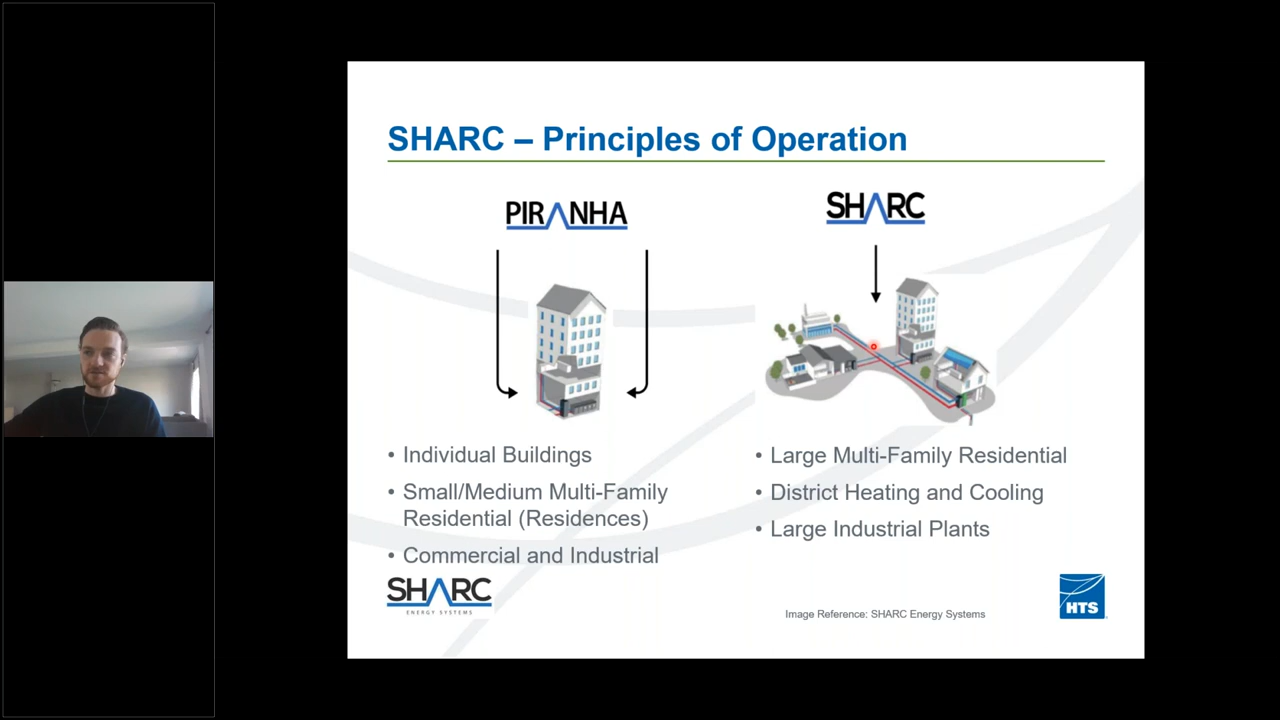 SHARC – Principles of Operation
PIRANHA
SHARC
• Individual Buildings
• Small/Medium Multi-Family
Residential (Residences)
• Commercial and Industrial
• Large Multi-Family Residential
• District Heating and Cooling
• Large Industrial Plants
SHARC
ENERGY SYSTEMS
Image Reference: SHARC Energy Systems
HTS